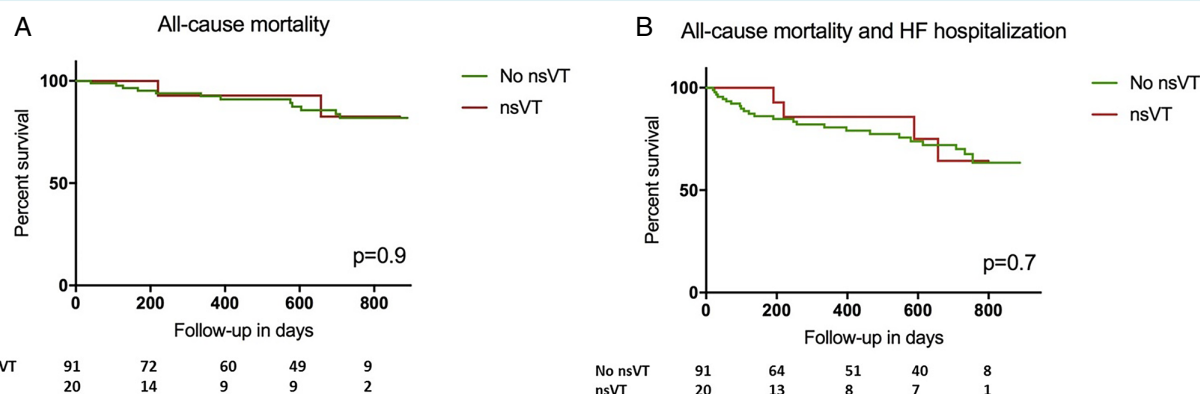 A
All-cause mortality
No nsVT
nsVT
Percent survival
100
50
0
p=0.9
0 200 400 600 800
Follow-up in days
VT 91 72 60 49 9
20 14 9 9 2
B
All-cause mortality and HF hospitalization
No nsVT
nsVT
Percent survival
100
50
0
p=0.7
0 200 400 600 800
Follow-up in days
No nsVT 91 64 51 40 8
nsVT 20 13 8 7 1